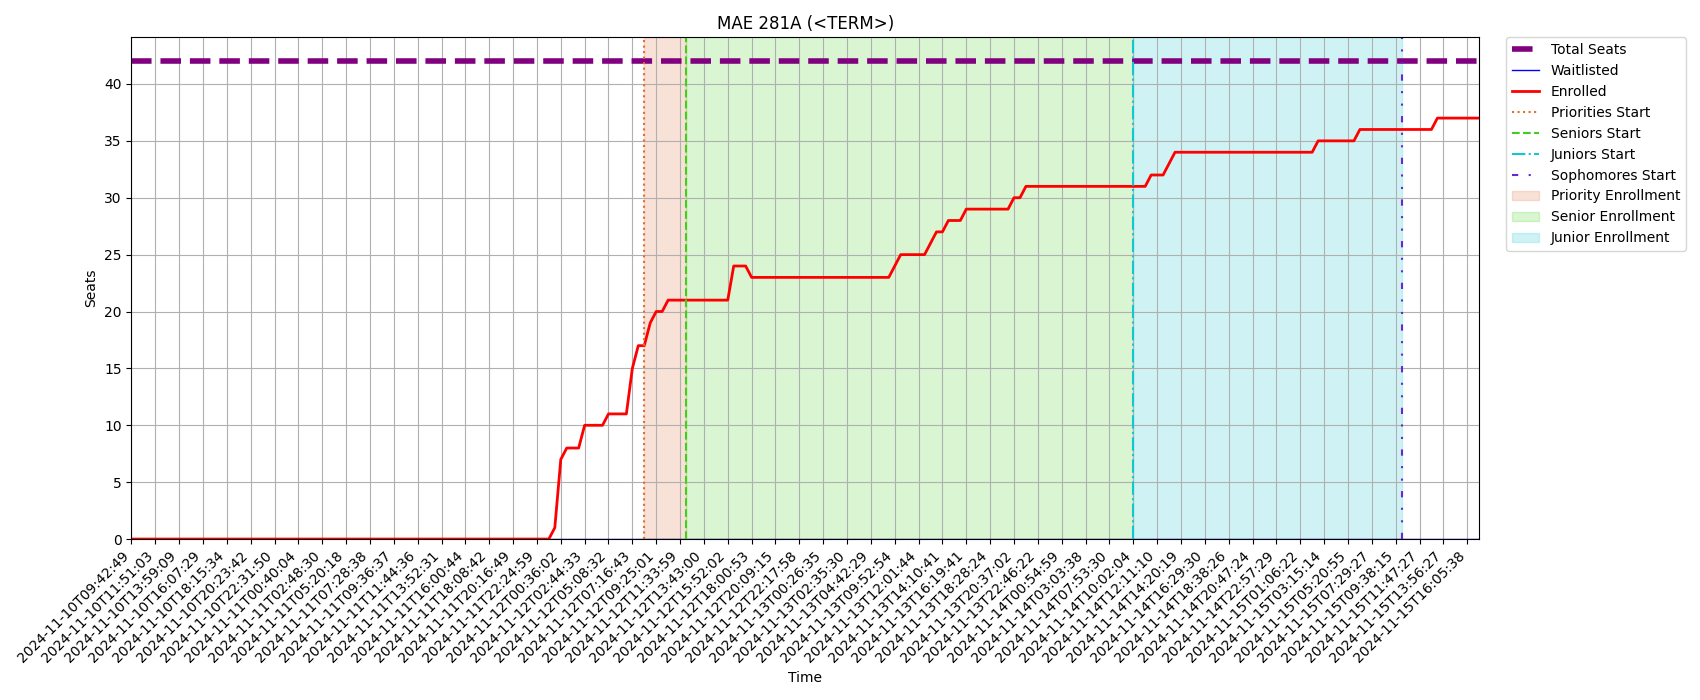 MAE 281A (<TERM>)
Total Seats
Waitlisted
Enrolled
Priorities Start
Seniors Start
Juniors Start
Sophomores Start
Priority Enrollment
Senior Enrollment
Junior Enrollment
Seats
40
35
30
25
20
15
10
5
0
2024-11-10T09:42:49
2024-11-10T11:51:03
2024-11-10T13:59:09
2024-11-10T16:07:29
2024-11-10T18:15:34
2024-11-10T20:23:42
2024-11-10T22:31:50
2024-11-11T00:40:04
2024-11-11T02:48:30
2024-11-11T05:20:18
2024-11-11T07:28:38
2024-11-11T09:36:37
2024-11-11T11:44:36
2024-11-11T13:52:31
2024-11-11T16:00:44
2024-11-11T18:08:42
2024-11-11T20:16:49
2024-11-11T22:24:59
2024-11-12T00:36:02
2024-11-12T02:44:33
2024-11-12T05:08:32
2024-11-12T07:16:43
2024-11-12T09:25:01
2024-11-12T11:33:59
2024-11-12T13:43:00
2024-11-12T15:52:02
2024-11-12T18:00:53
2024-11-12T20:09:15
2024-11-12T22:17:58
2024-11-13T00:26:35
2024-11-13T02:35:30
2024-11-13T04:42:29
2024-11-13T09:52:54
2024-11-13T12:01:44
2024-11-13T14:10:41
2024-11-13T16:19:41
2024-11-13T18:28:24
2024-11-13T20:37:02
2024-11-13T22:46:22
2024-11-14T00:54:59
2024-11-14T03:03:38
2024-11-14T07:53:30
2024-11-14T10:02:04
2024-11-14T12:11:10
2024-11-14T14:20:19
2024-11-14T16:29:30
2024-11-14T18:38:26
2024-11-14T20:47:24
2024-11-14T22:57:29
2024-11-15T01:06:22
2024-11-15T03:15:14
2024-11-15T05:20:55
2024-11-15T07:29:27
2024-11-15T09:38:15
2024-11-15T11:47:27
2024-11-15T13:56:27
2024-11-15T16:05:38
Time